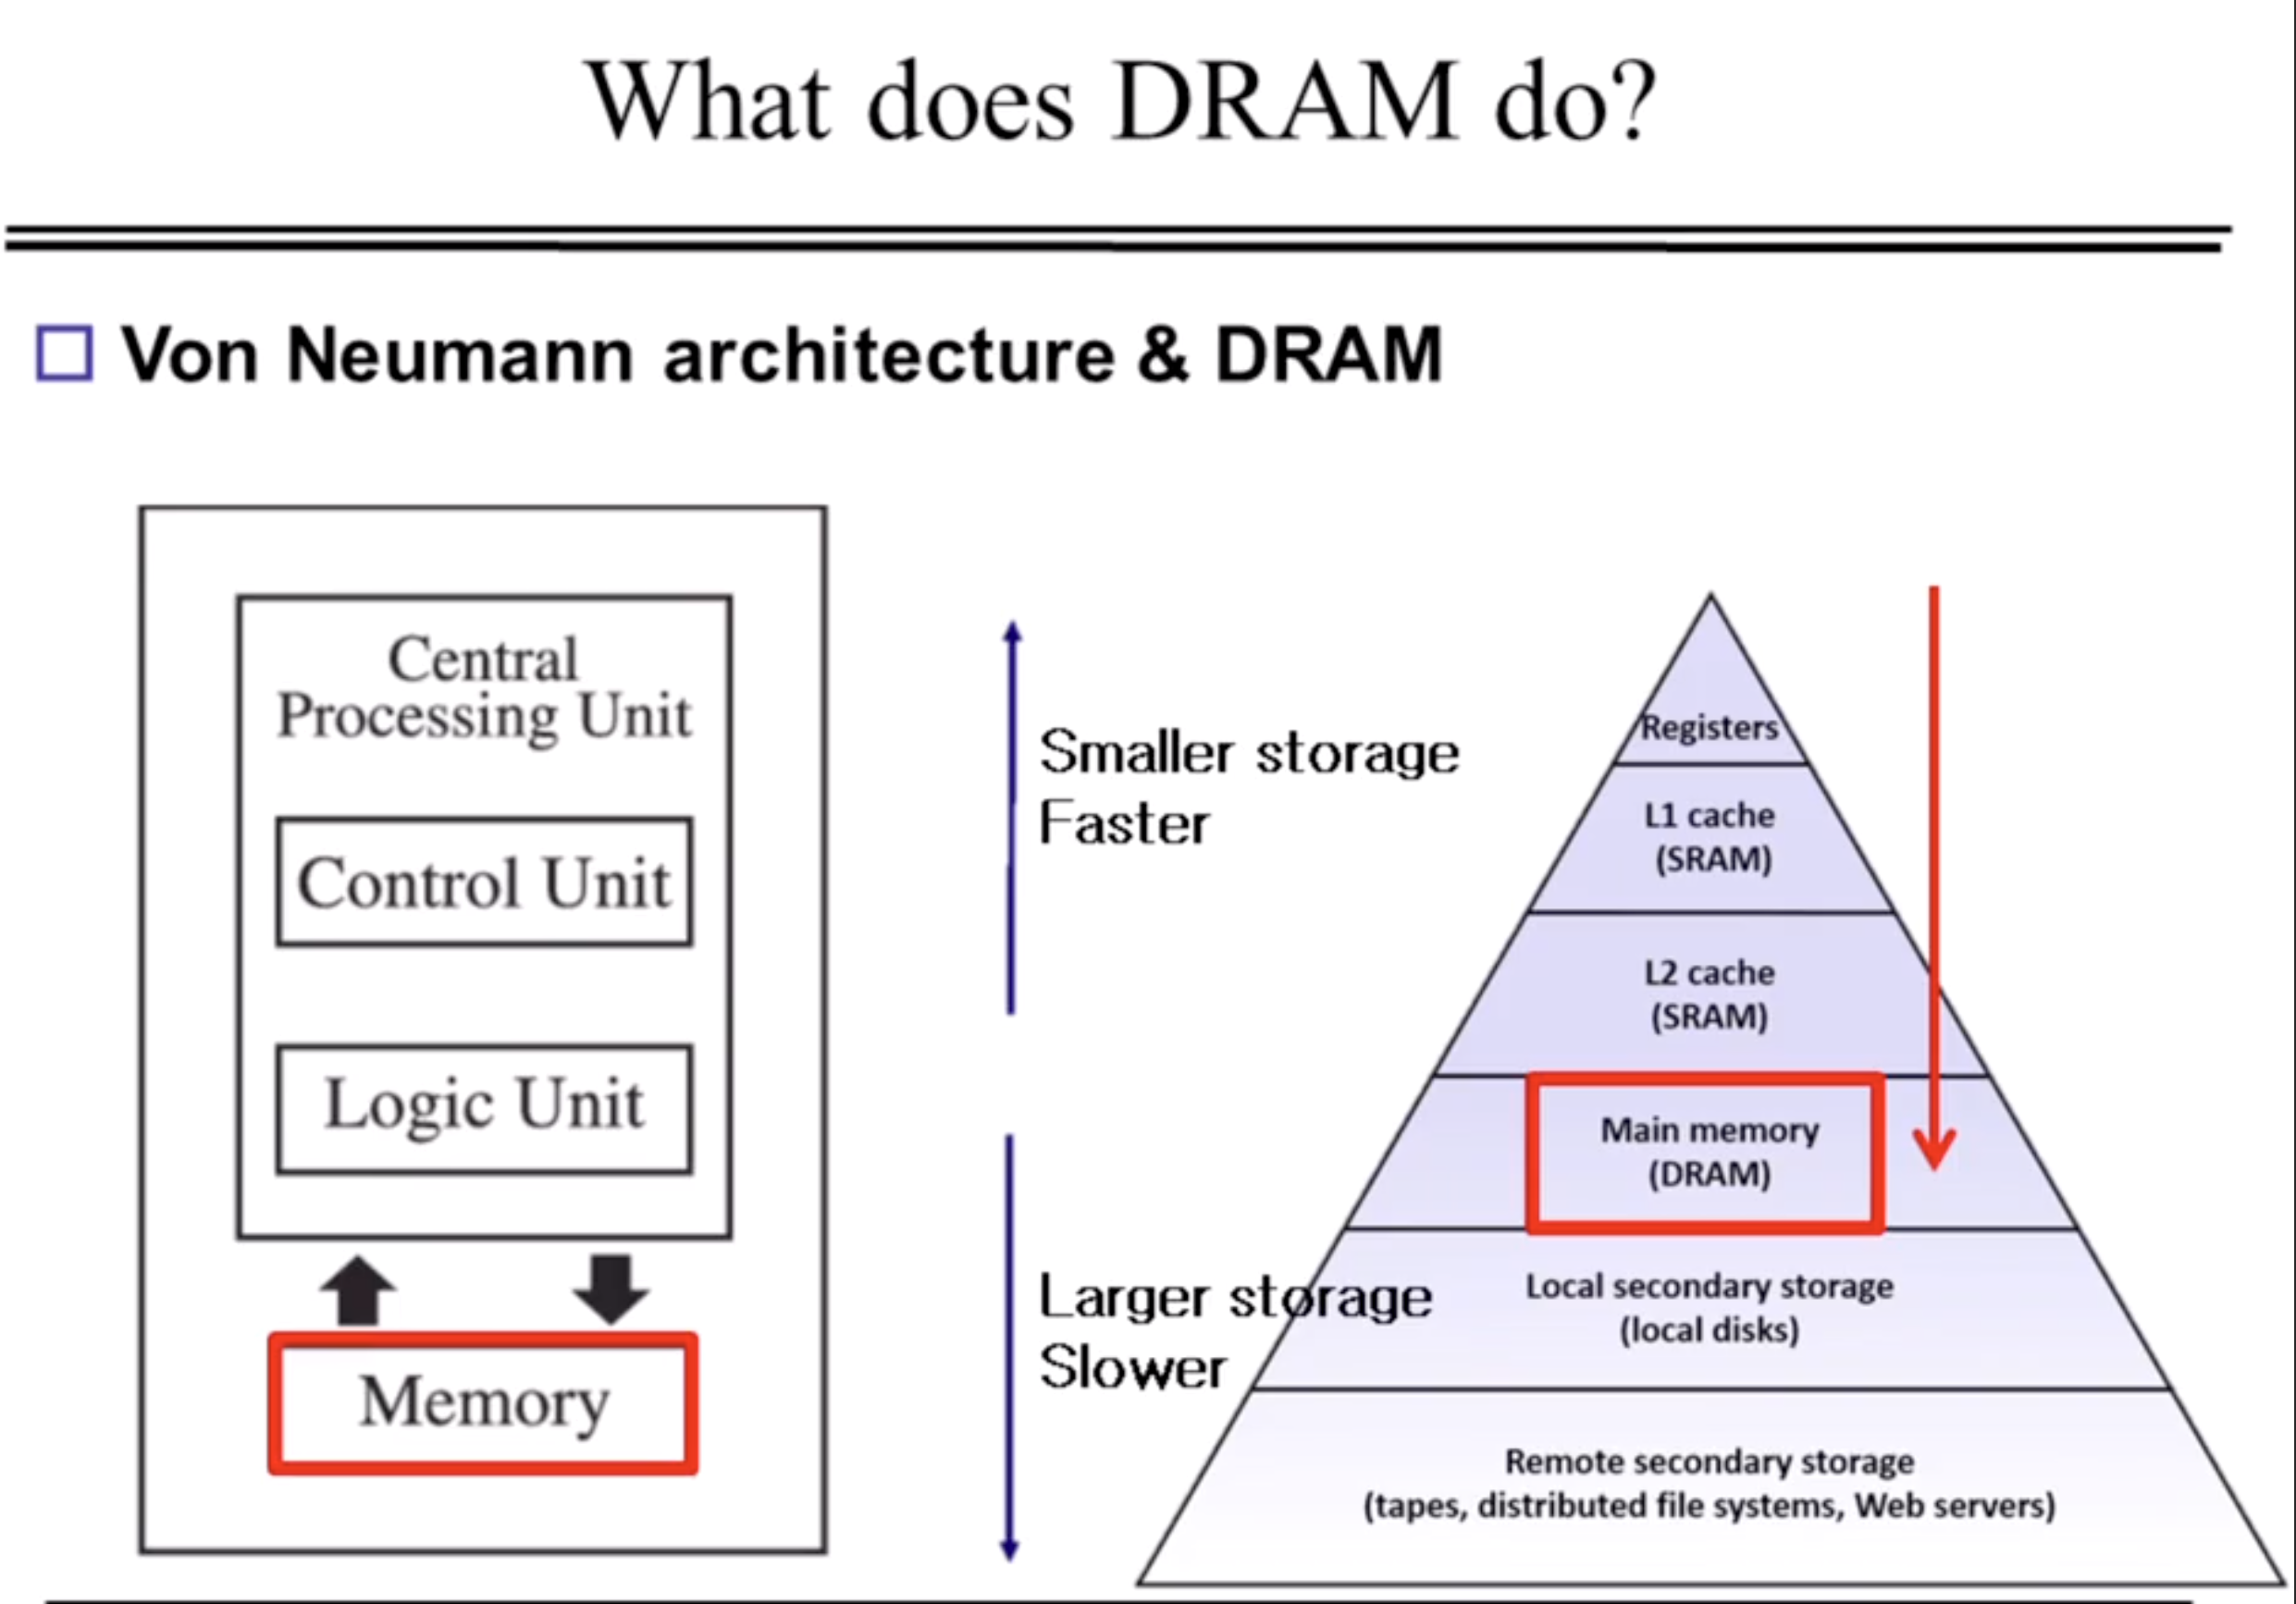 What does DRAM do?
Von Neumann architecture & DRAM
Central
Processing Unit
Control Unit
Logic Unit
Memory
Smaller storage
Faster
Larger storage
Slower
Registers
L1 cache
(SRAM)
L2 cache
(SRAM)
Main memory
(DRAM)
Local secondary storage
(local disks)
Remote secondary storage
(tapes, distributed file systems, Web servers)